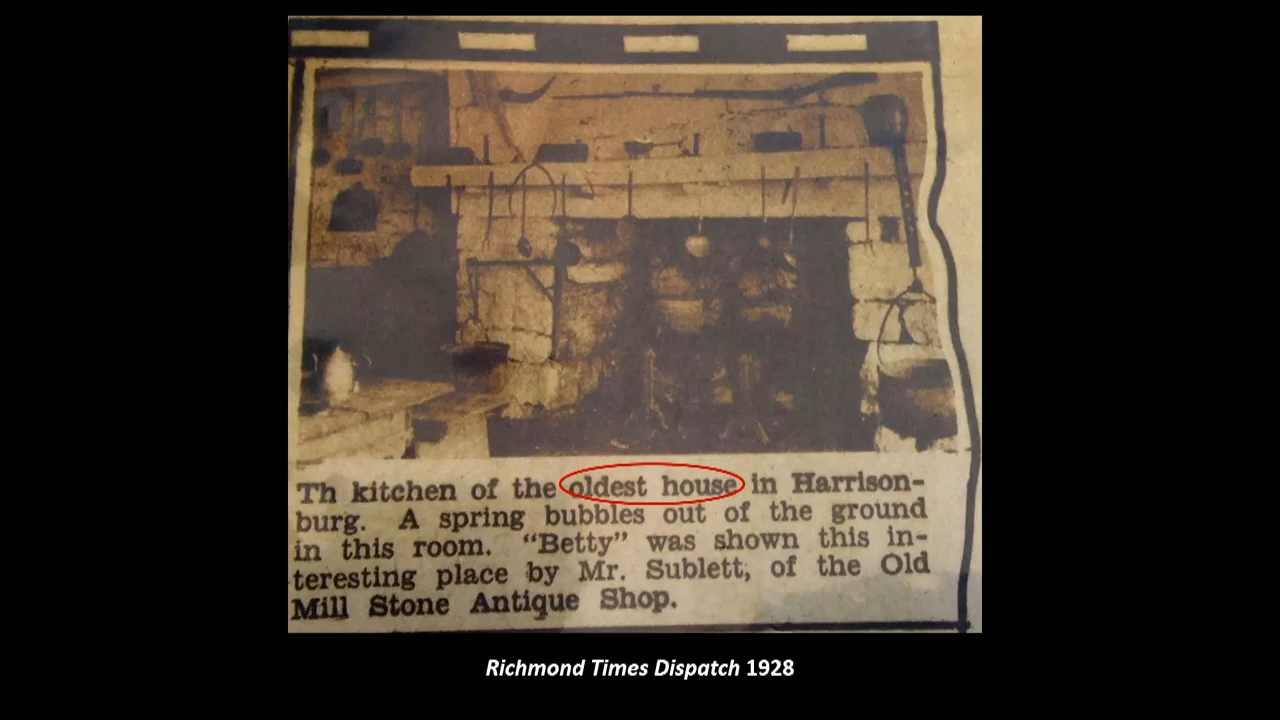 Th kitchen of the oldest house in Harrison-
burg. A spring bubbles out of the ground
in this room. “Betty” was shown this in-
teresting place by Mr. Sublett, of the Old
Mill Stone Antique Shop.
Richmond Times Dispatch 1928